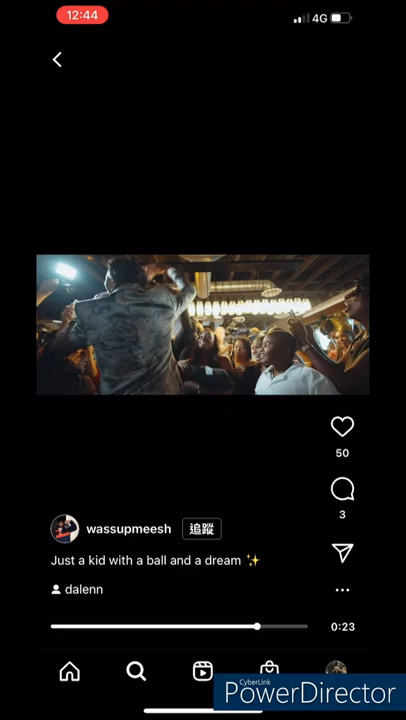 12:44
4G
50
3
wassupmeesh 追蹤
Just a kid with a ball and a dream ✨
dalenn
0:23
CyberLink
PowerDirector